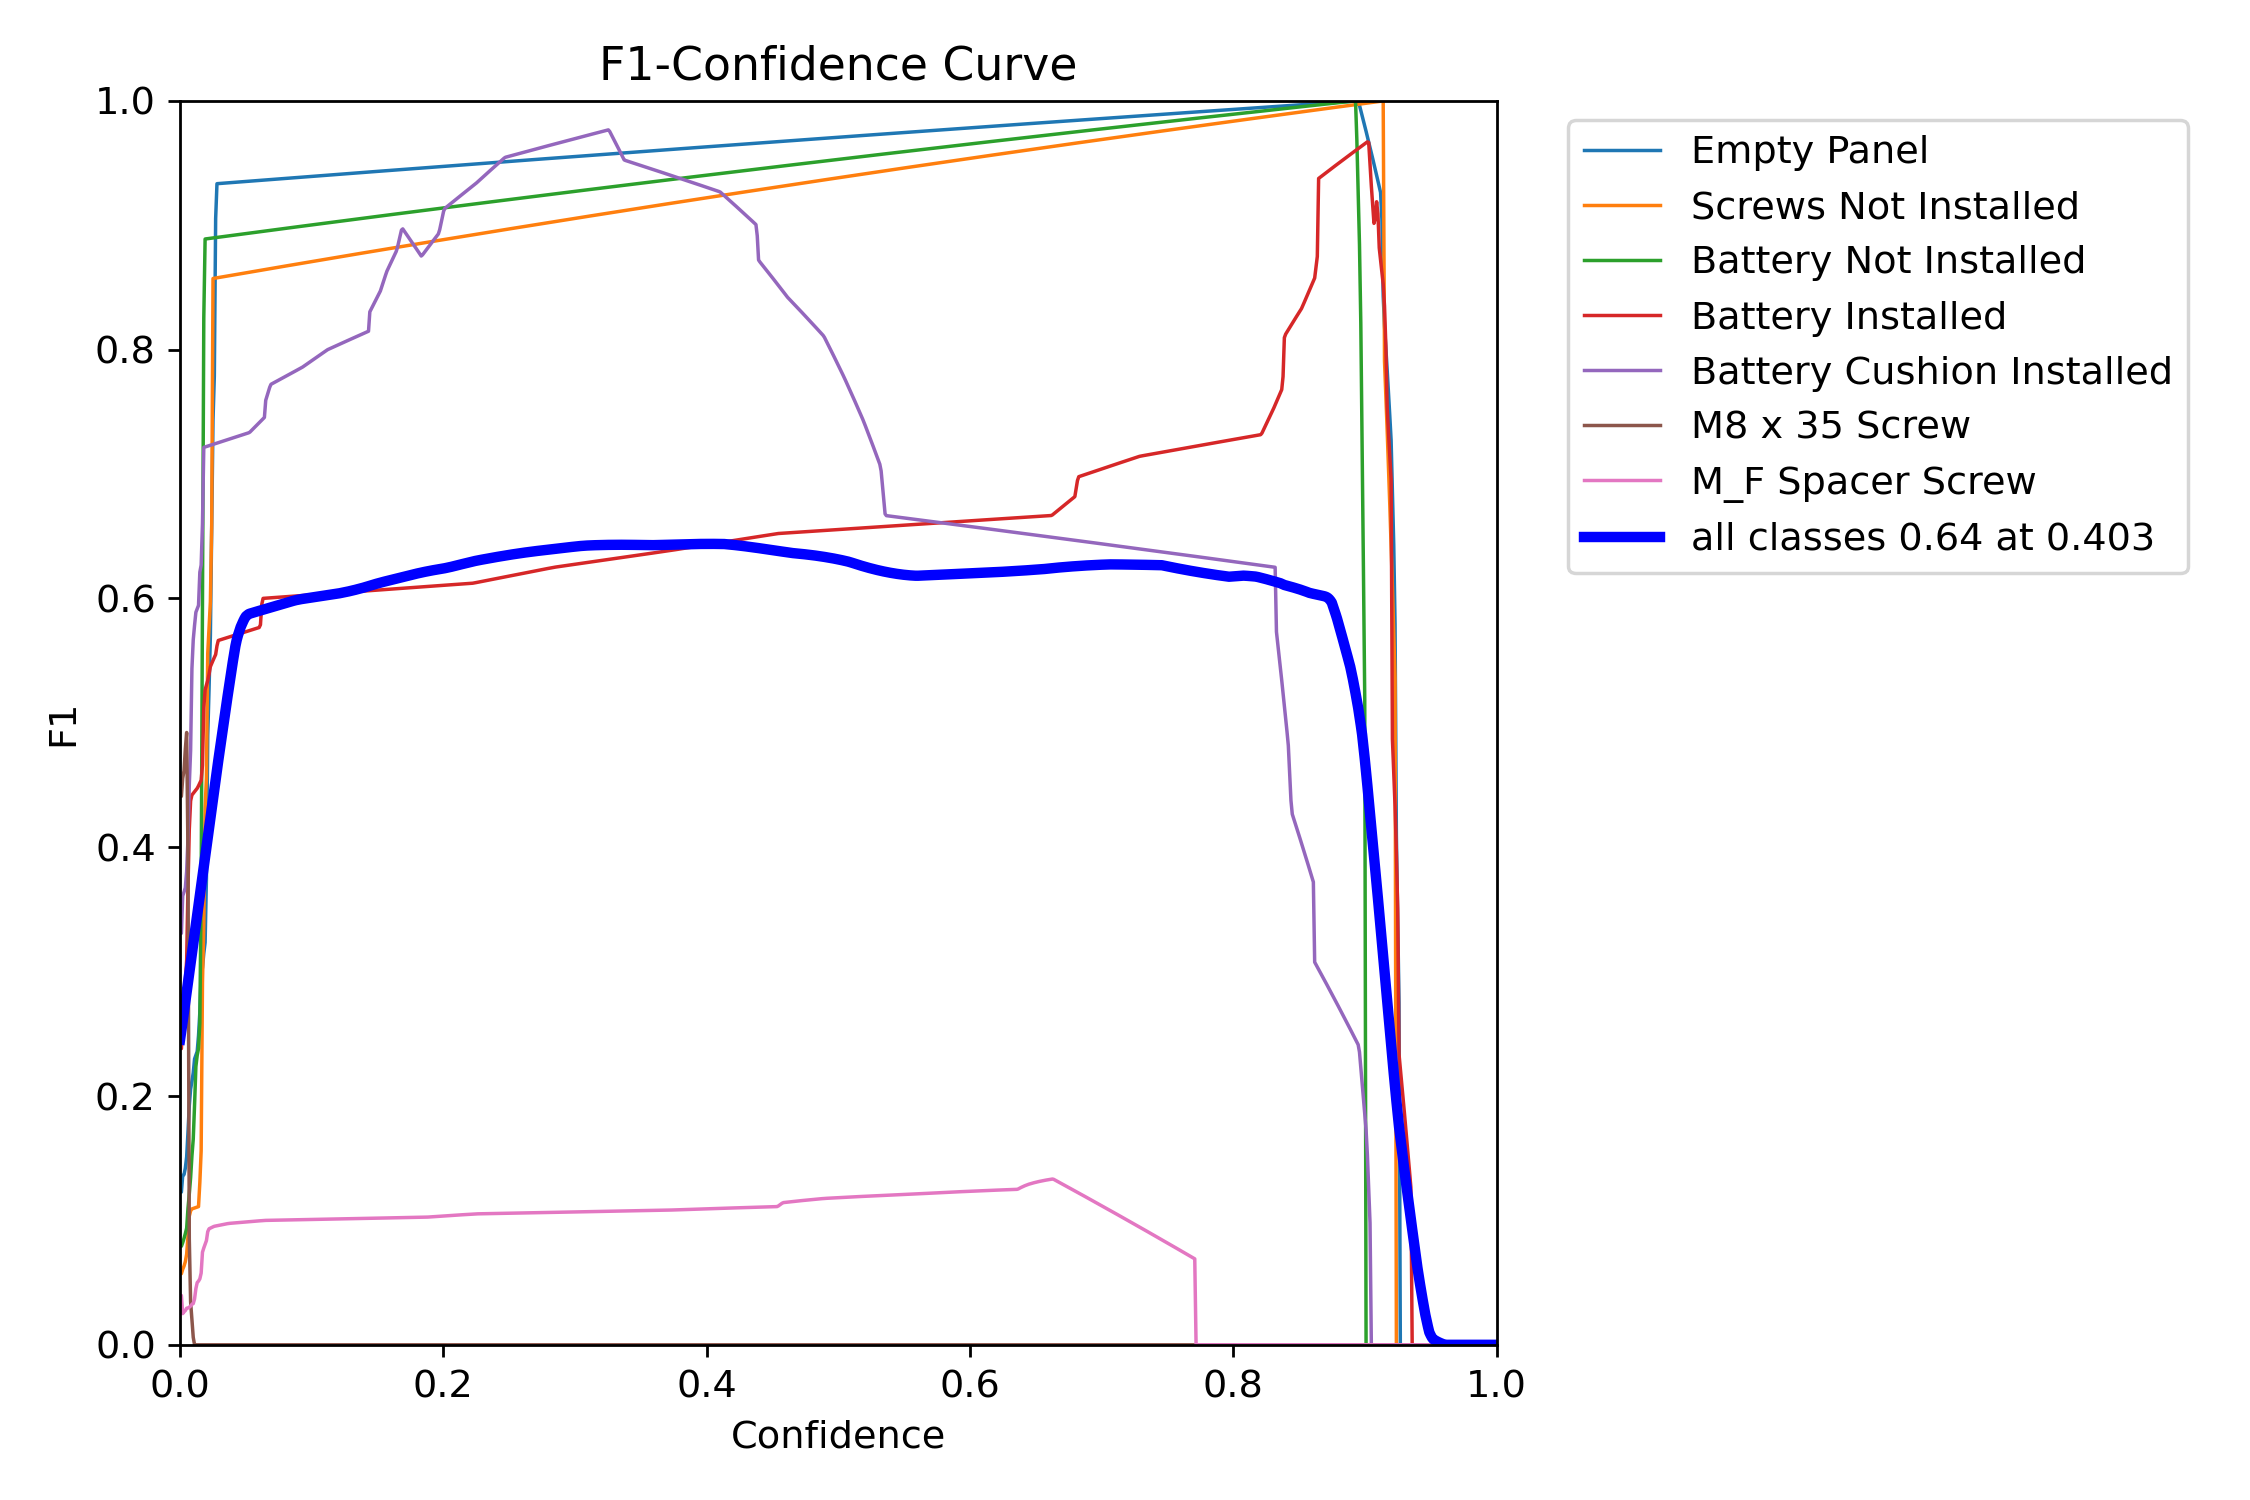 F1-Confidence Curve
1.0
0.8
0.6
0.4
0.2
0.0
F1
0.0 0.2 0.4 0.6 0.8 1.0
Confidence
Empty Panel
Screws Not Installed
Battery Not Installed
Battery Installed
Battery Cushion Installed
M8 x 35 Screw
M_F Spacer Screw
all classes 0.64 at 0.403